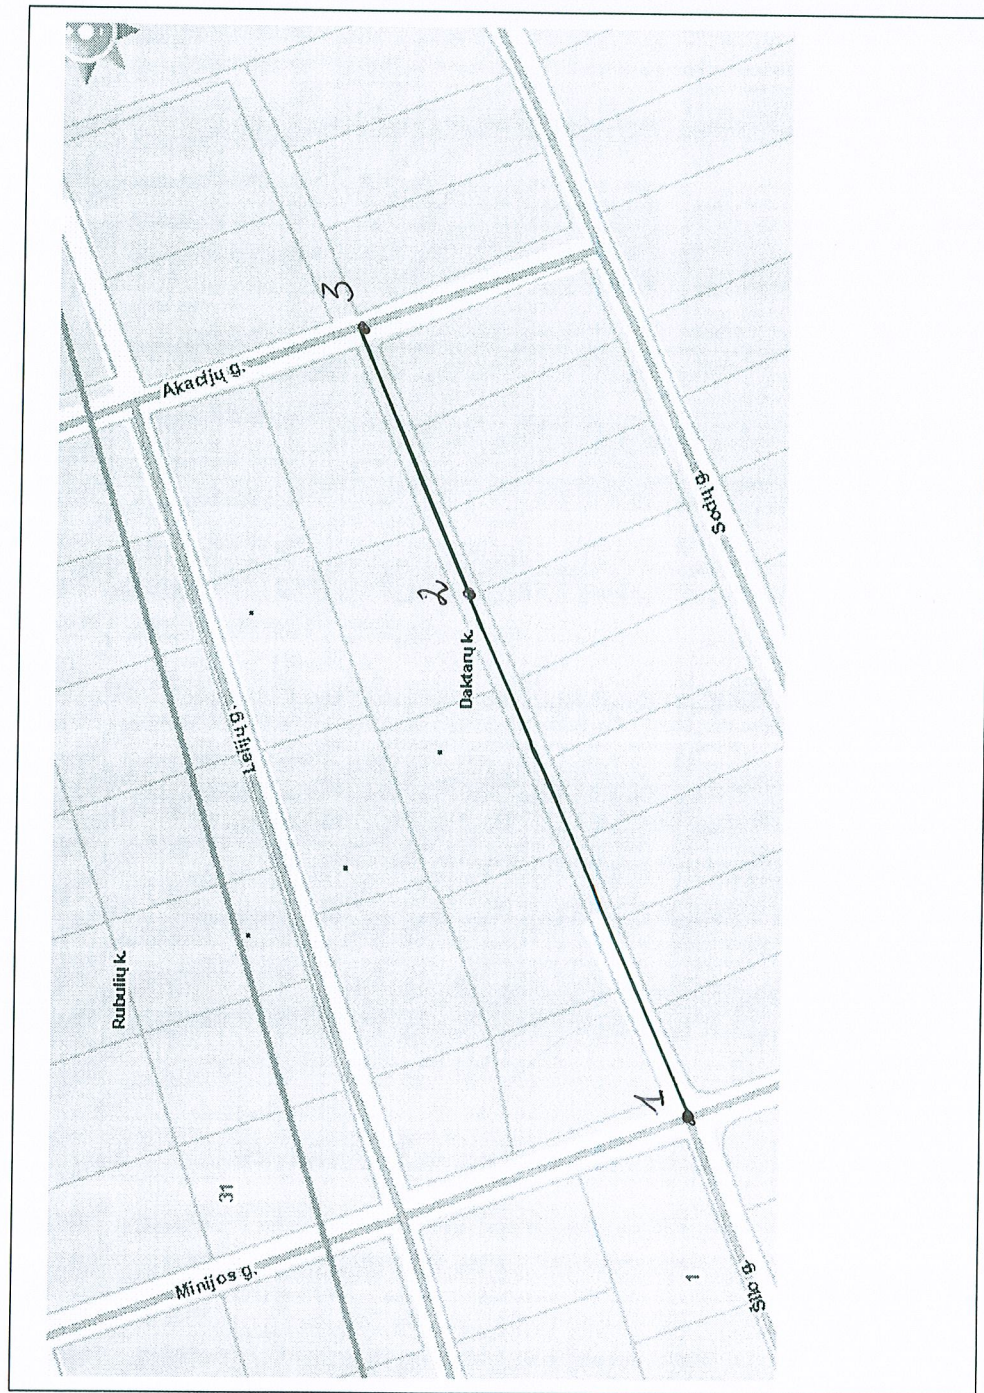 3
Akacijų g.
2
Daktarų k.
Sodų g.
Lelijų g.
Rubulių k.
1
31
Minijos g.
1
Šilo g.